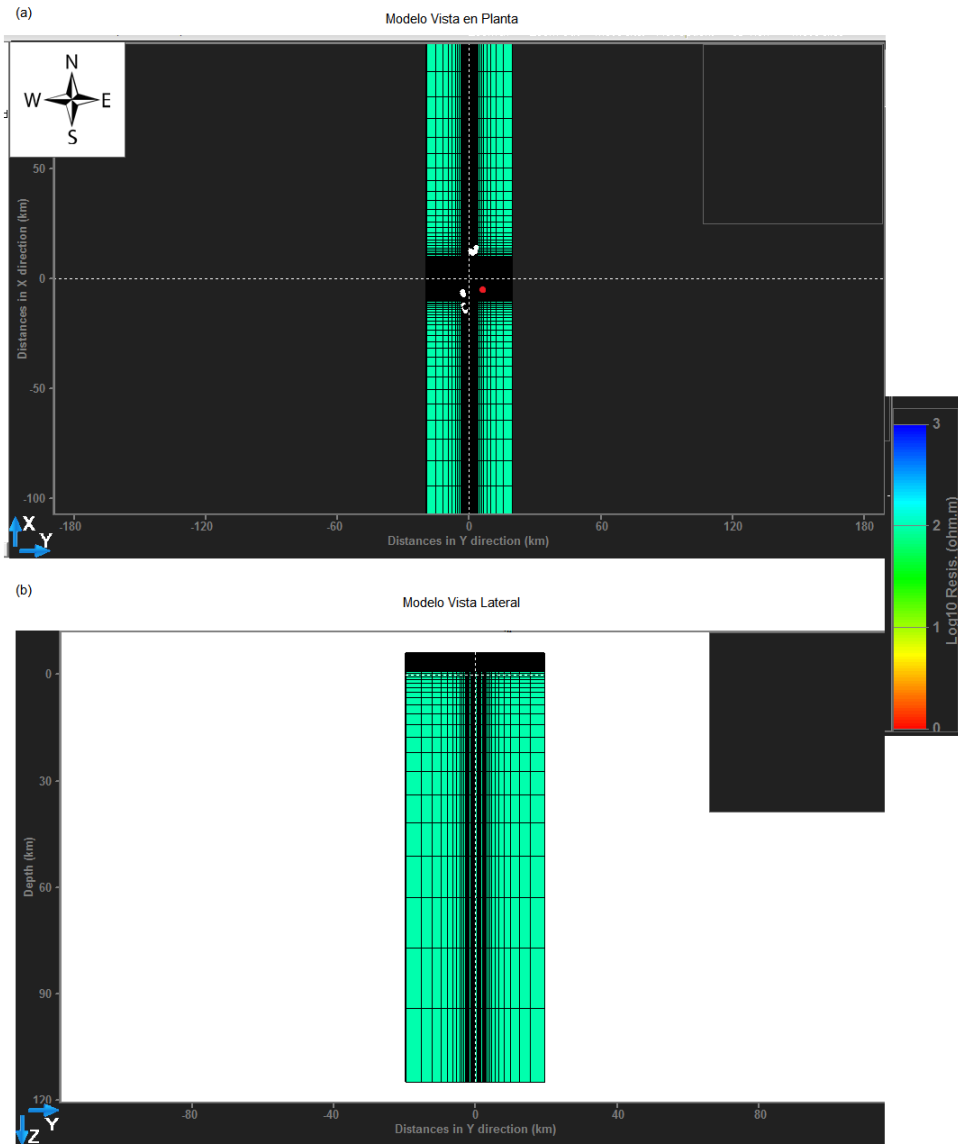 (a)
Modelo Vista en Planta
N
W E
S
50
0
-50
-100
Distances in X direction (km)
-180 -120 -60 0 60 120 180
Distances in Y direction (km)
X
Y
3
2
1
0
Log10 Resis. (ohm.m)
(b)
Modelo Vista Lateral
0
30
60
90
120
Depth (km)
-80 -40 0 40 80
Distances in Y direction (km)
Y
Z